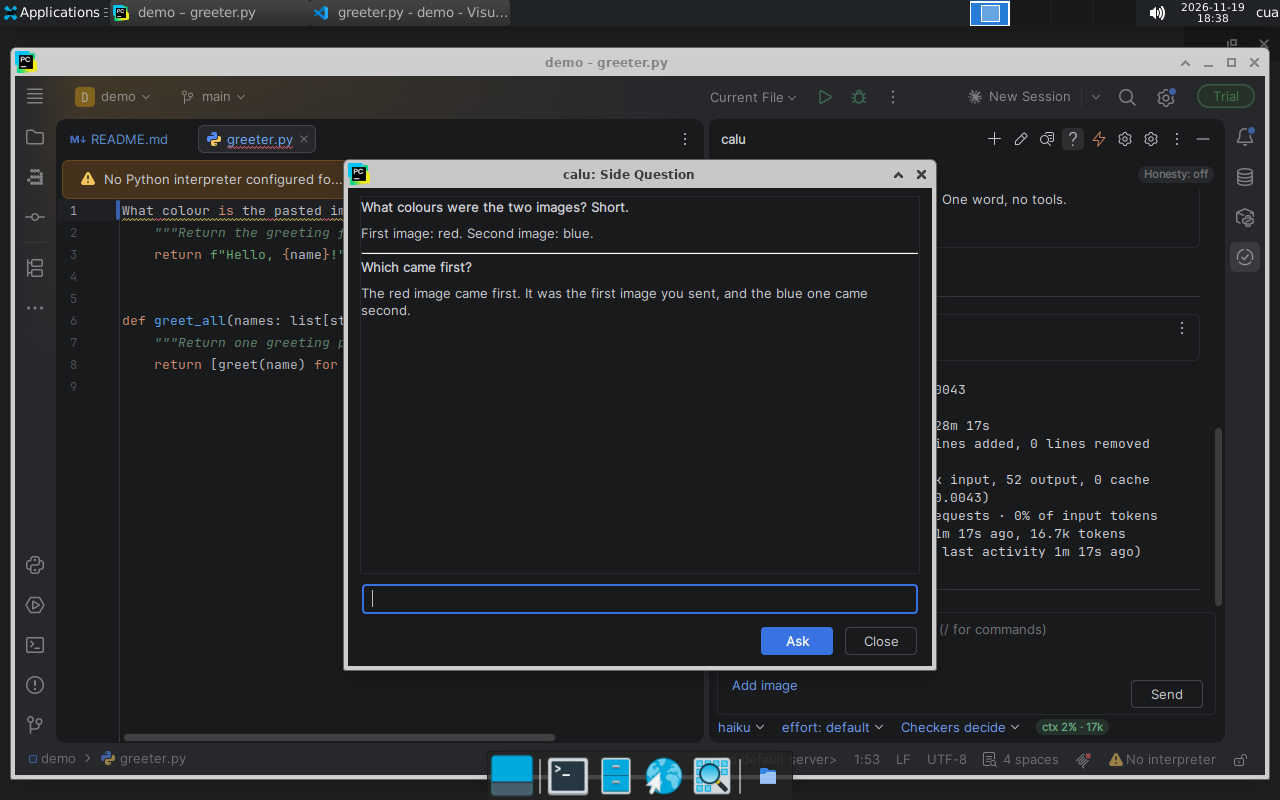 Applications
demo – greeter.py
greeter.py - demo - Visu...
2026-11-19
18:38
cua
demo – greeter.py
D demo
main
Current File
New Session
Trial
README.md
greeter.py
calu
No Python interpreter configured fo...
Honesty: off
1 What colour is the pasted im
2 """Return the greeting f
3 return f"Hello, {name}!"
4
5
6 def greet_all(names: list[st
7 """Return one greeting p
8 return [greet(name) for
9
calu: Side Question
What colours were the two images? Short.
First image: red. Second image: blue.
Which came first?
The red image came first. It was the first image you sent, and the blue one came
second.
Ask
Close
One word, no tools.
0043
28m 17s
ines added, 0 lines removed
k input, 52 output, 0 cache
0.0043)
equests · 0% of input tokens
1m 17s ago, 16.7k tokens
last activity 1m 17s ago)
(/ for commands)
Add image
Send
haiku
effort: default
Checkers decide
ctx 2% · 17k
demo
greeter.py
default server>
1:53
LF
UTF-8
4 spaces
No interpreter